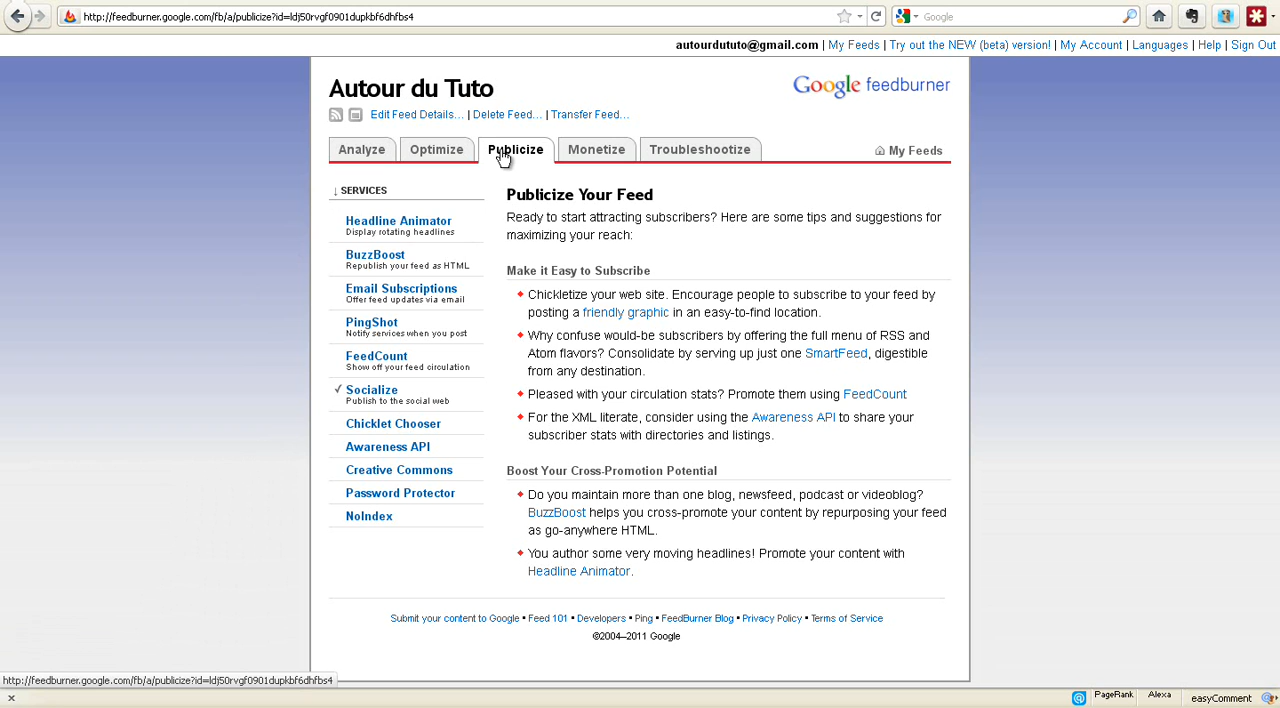 http://feedburner.google.com/fb/a/publicize?id=ldj50rvgf0901dupkbf6dhfbs4
Google
autourdututo@gmail.com | My Feeds | Try out the NEW (beta) version! | My Account | Languages | Help | Sign Out
Autour du Tuto
Google feedburner
Edit Feed Details... | Delete Feed... | Transfer Feed...
Analyze
Optimize
Publicize
Monetize
Troubleshootize
My Feeds
↓ SERVICES
Headline Animator
Display rotating headlines
BuzzBoost
Republish your feed as HTML
Email Subscriptions
Offer feed updates via email
PingShot
Notify services when you post
FeedCount
Show off your feed circulation
✓ Socialize
Publish to the social web
Chicklet Chooser
Awareness API
Creative Commons
Password Protector
NoIndex
Publicize Your Feed
Ready to start attracting subscribers? Here are some tips and suggestions for
maximizing your reach:
Make it Easy to Subscribe
Chickletize your web site. Encourage people to subscribe to your feed by
posting a friendly graphic in an easy-to-find location.
Why confuse would-be subscribers by offering the full menu of RSS and
Atom flavors? Consolidate by serving up just one SmartFeed, digestible
from any destination.
Pleased with your circulation stats? Promote them using FeedCount
For the XML literate, consider using the Awareness API to share your
subscriber stats with directories and listings.
Boost Your Cross-Promotion Potential
Do you maintain more than one blog, newsfeed, podcast or videoblog?
BuzzBoost helps you cross-promote your content by repurposing your feed
as go-anywhere HTML.
You author some very moving headlines! Promote your content with
Headline Animator.
Submit your content to Google • Feed 101 • Developers • Ping • FeedBurner Blog • Privacy Policy • Terms of Service
©2004–2011 Google
http://feedburner.google.com/fb/a/publicize?id=ldj50rvgf0901dupkbf6dhfbs4
PageRank
Alexa
easyComment